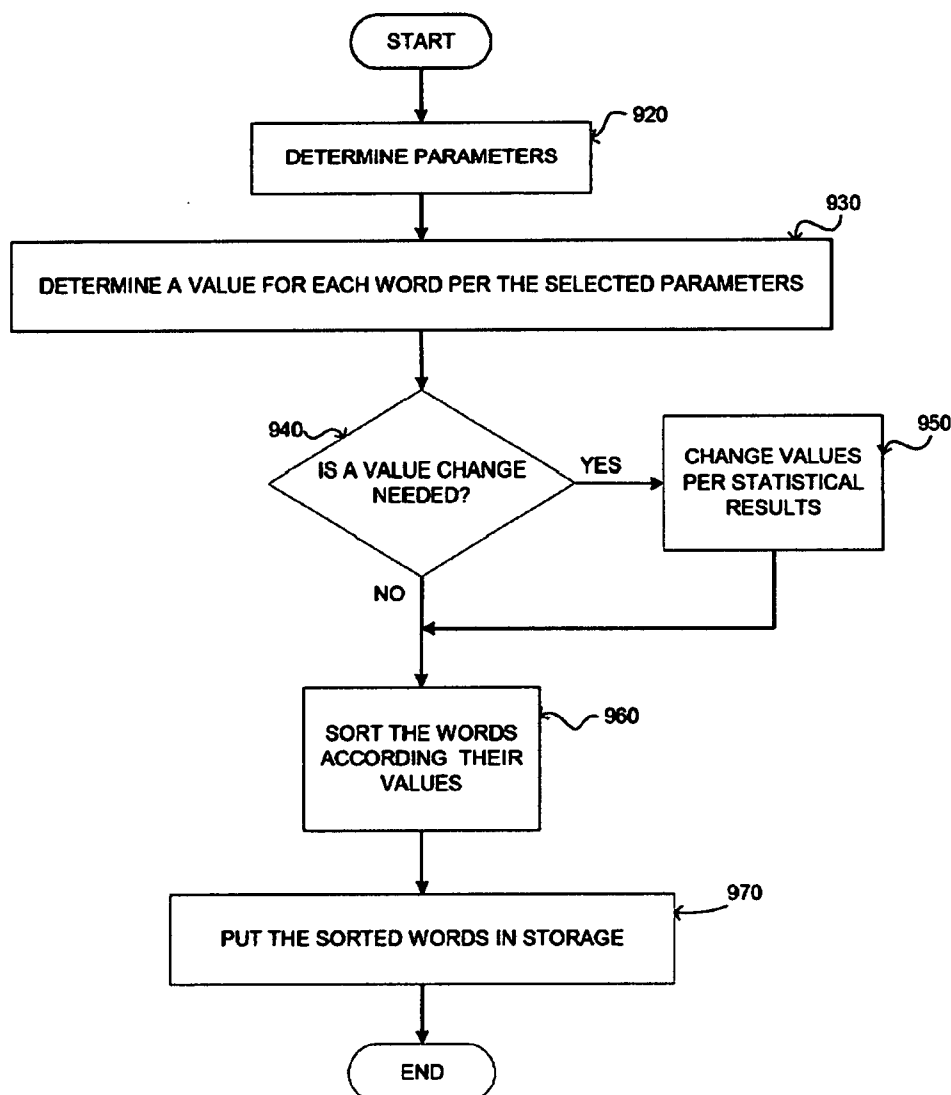 START
920
DETERMINE PARAMETERS
930
DETERMINE A VALUE FOR EACH WORD PER THE SELECTED PARAMETERS
940
IS A VALUE CHANGE
NEEDED?
YES
950
CHANGE VALUES
PER STATISTICAL
RESULTS
NO
960
SORT THE WORDS
ACCORDING THEIR
VALUES
970
PUT THE SORTED WORDS IN STORAGE
END